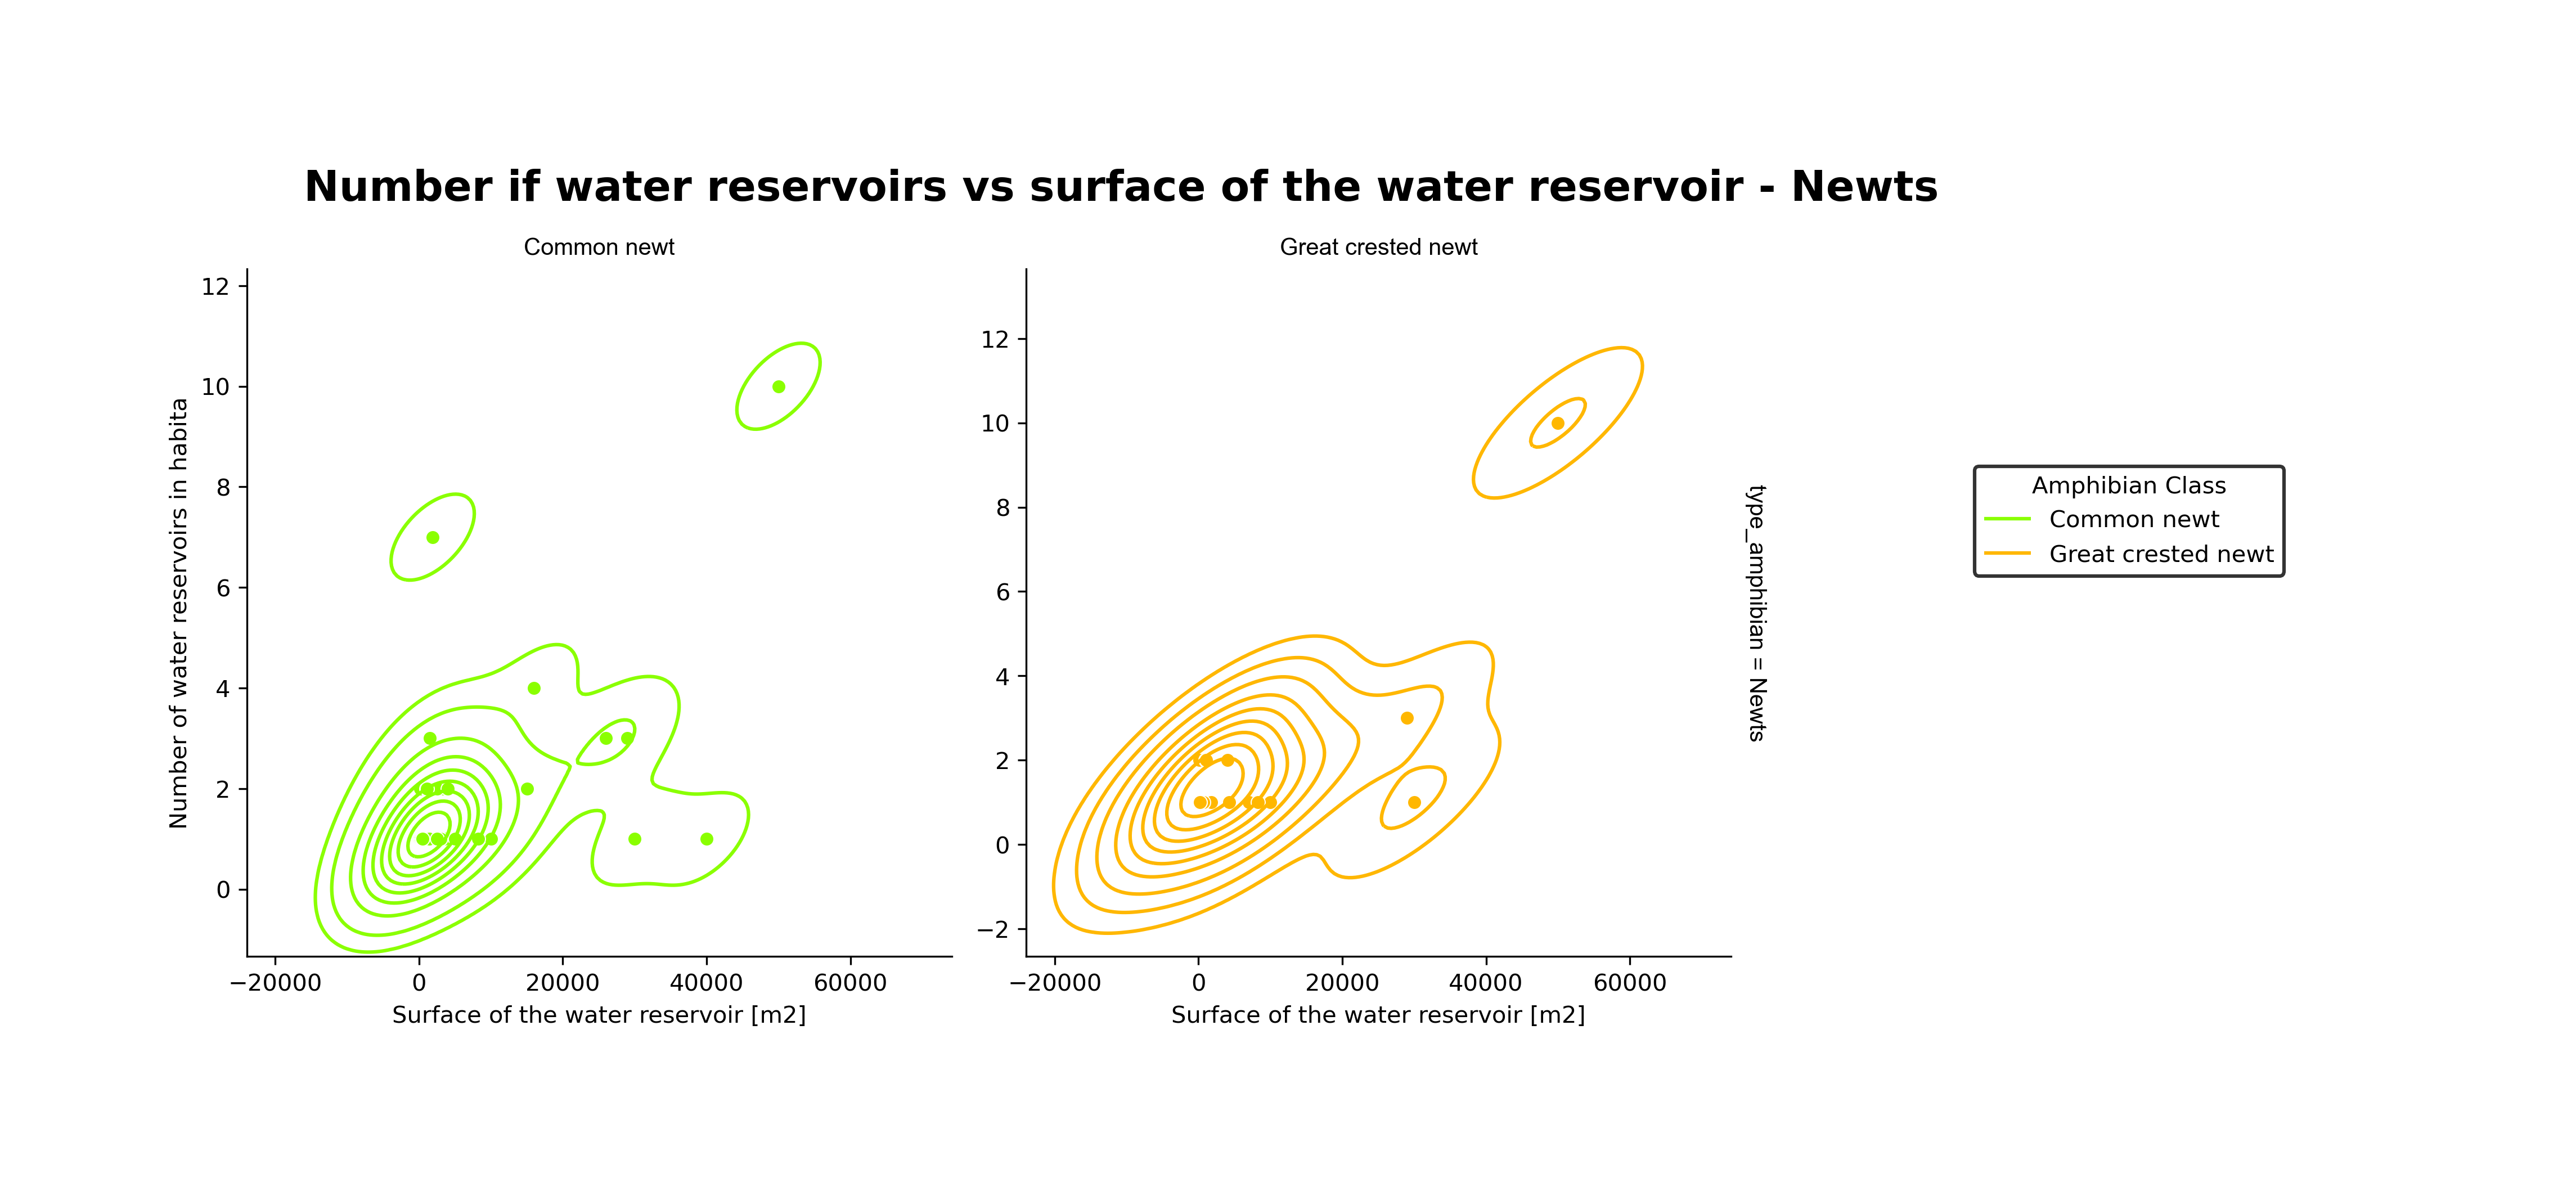 Number if water reservoirs vs surface of the water reservoir - Newts
Common newt
Great crested newt
Number of water reservoirs in habita
12
10
8
6
4
2
0
−20000 0 20000 40000 60000
Surface of the water reservoir [m2]
12
10
8
6
4
2
0
−2
−20000 0 20000 40000 60000
Surface of the water reservoir [m2]
type_amphibian = Newts
Amphibian Class
Common newt
Great crested newt